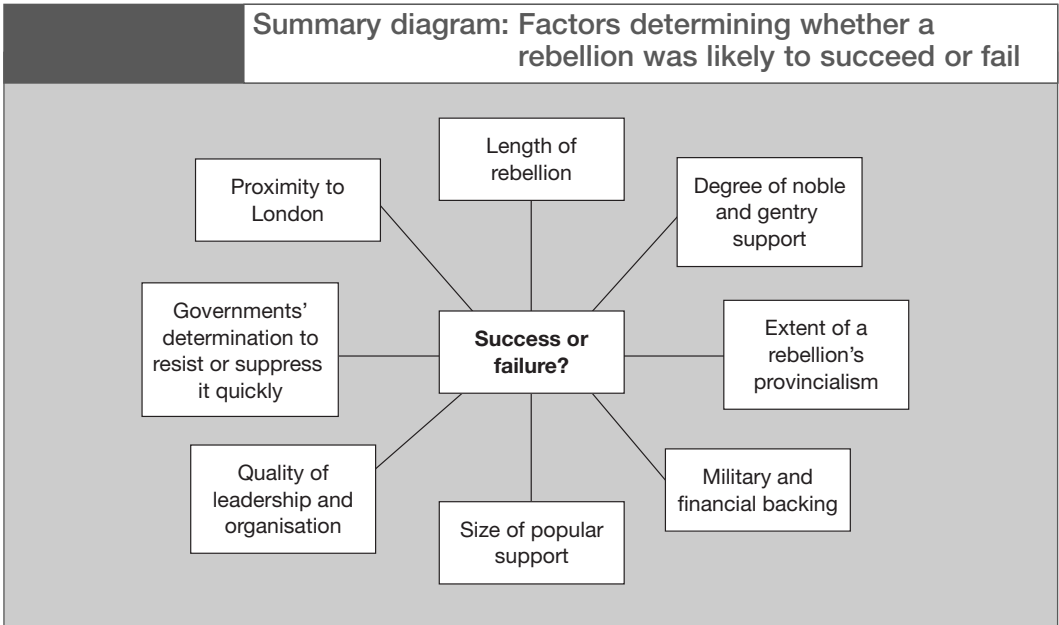 Summary diagram: Factors determining whether a
rebellion was likely to succeed or fail
Length of
rebellion
Proximity to
London
Degree of noble
and gentry
support
Governments'
determination to
resist or suppress
it quickly
Success or
failure?
Extent of a
rebellion's
provincialism
Quality of
leadership and
organisation
Size of popular
support
Military and
financial backing